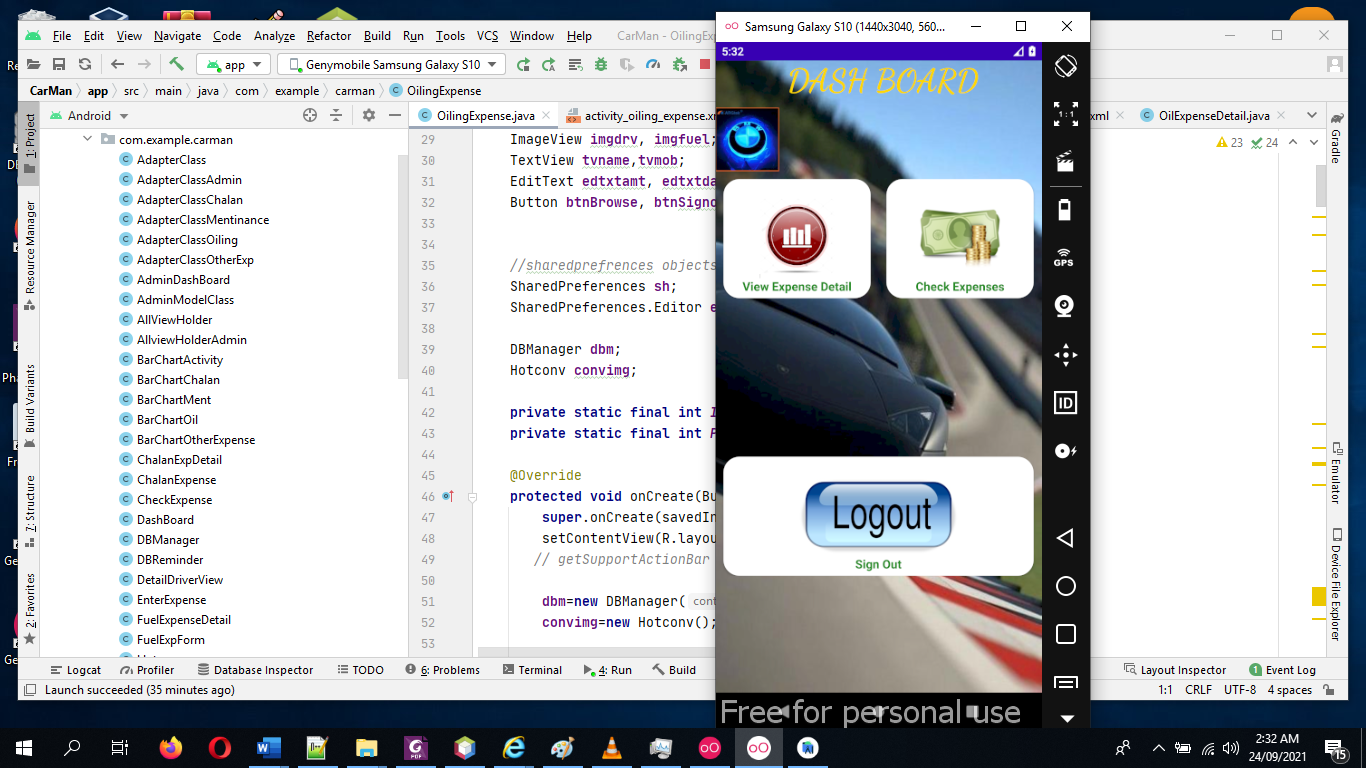 File Edit View Navigate Code Analyze Refactor Build Run Tools VCS Window Help CarMan - OilingExpense
app Genymobile Samsung Galaxy S10
CarMan app src main java com example carman OilingExpense
Android
OilingExpense.java
activity_oiling_expense.x
xml
OilExpenseDetail.java
1: Project
Resource Manager
Build Variants
7: Structure
2: Favorites
com.example.carman
AdapterClass
AdapterClassAdmin
AdapterClassChalan
AdapterClassMentinance
AdapterClassOiling
AdapterClassOtherExp
AdminDashBoard
AdminModelClass
AllViewHolder
AllviewHolderAdmin
BarChartActivity
BarChartChalan
BarChartMent
BarChartOil
BarChartOtherExpense
ChalanExpDetail
ChalanExpense
CheckExpense
DashBoard
DBManager
DBReminder
DetailDriverView
EnterExpense
FuelExpenseDetail
FuelExpForm
29 ImageView imgdrv, imgfuel;
30 TextView tvname,tvmob;
31 EditText edtxtamt, edtxtda
32 Button btnBrowse, btnSigno
33
34
35 //sharedprefrences objects
36 SharedPreferences sh;
37 SharedPreferences.Editor e
38
39 DBManager dbm;
40 Hotconv convimg;
41
42 private static final int I
43 private static final int P
44
45 @Override
46 protected void onCreate(Bu
47 super.onCreate(savedIn
48 setContentView(R.layou
49 // getSupportActionBar
50
51 dbm=new DBManager( cont
52 convimg=new Hotconv();
53
23 24
Gradle
Emulator
Device File Explorer
Samsung Galaxy S10 (1440x3040, 560...
5:32
DASH BOARD
View Expense Detail
Check Expenses
Logout
Sign Out
Free for personal use
1:1
GPS
ID
Logcat Profiler Database Inspector TODO 6: Problems Terminal 4: Run Build Layout Inspector 1 Event Log
Launch succeeded (35 minutes ago)
1:1 CRLF UTF-8 4 spaces
2:32 AM
24/09/2021
15